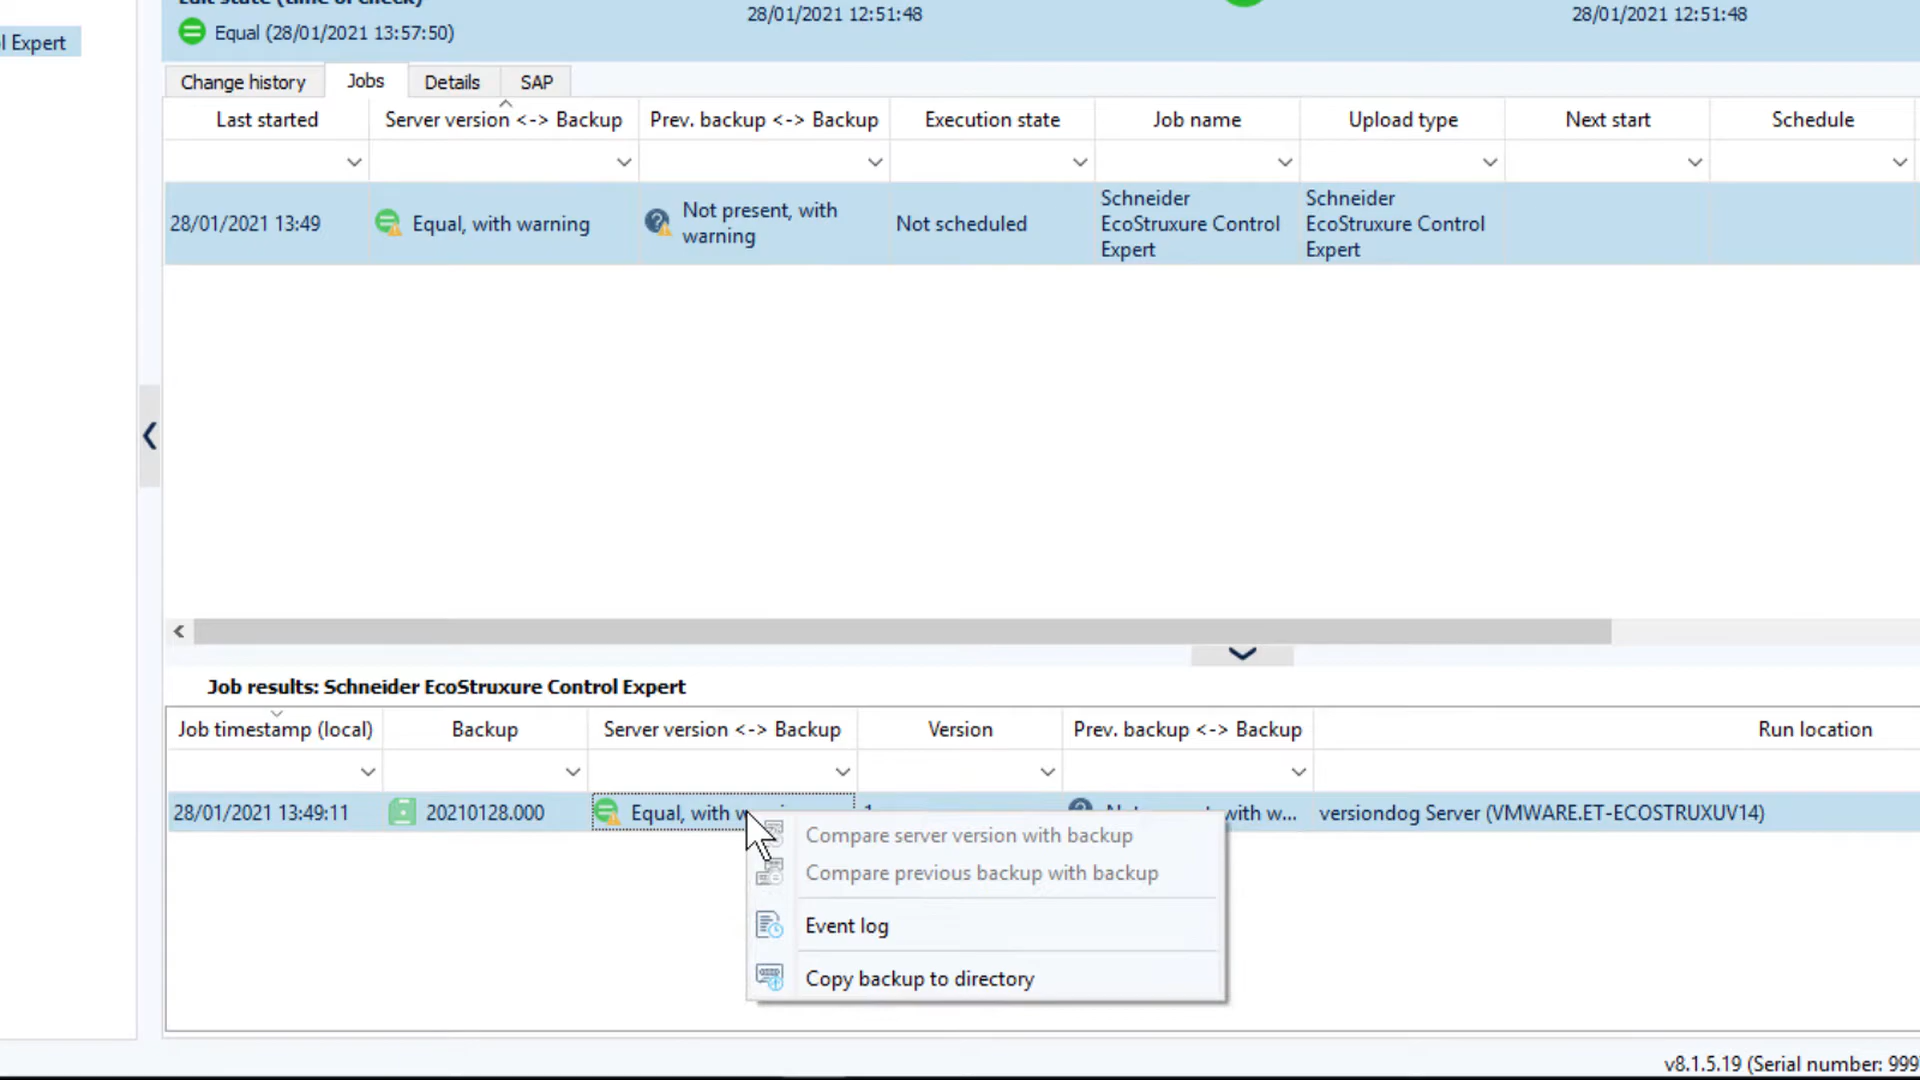 28/01/2021 12:51:48
28/01/2021 12:51:48
l Expert
Equal (28/01/2021 13:57:50)
Change history
Jobs
Details
SAP
Last started
Server version <-> Backup
Prev. backup <-> Backup
Execution state
Job name
Upload type
Next start
Schedule
28/01/2021 13:49
Equal, with warning
Not present, with
warning
Not scheduled
Schneider
EcoStruxure Control
Expert
Schneider
EcoStruxure Control
Expert
Job results: Schneider EcoStruxure Control Expert
Job timestamp (local)
Backup
Server version <-> Backup
Version
Prev. backup <-> Backup
Run location
28/01/2021 13:49:11
20210128.000
Equal, with w
with w...
versiondog Server (VMWARE.ET-ECOSTRUXUV14)
Compare server version with backup
Compare previous backup with backup
Event log
Copy backup to directory
v8.1.5.19 (Serial number: 999